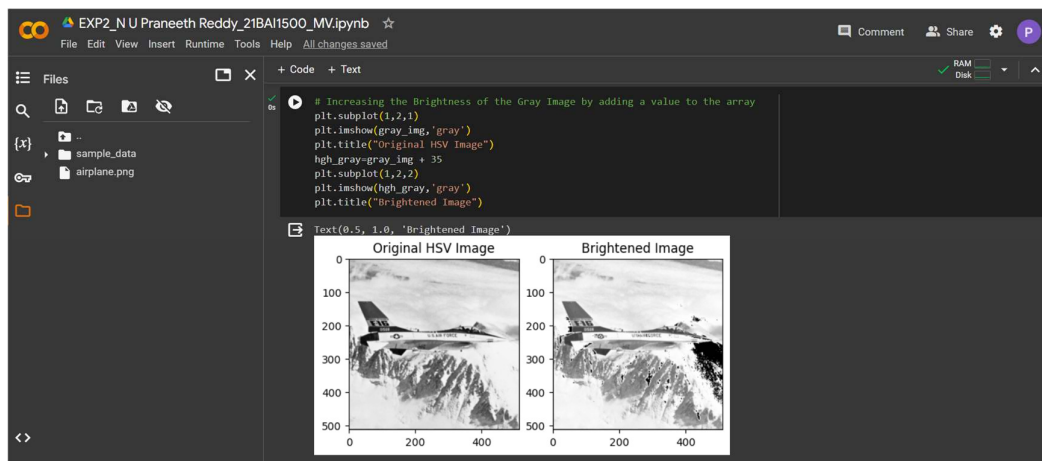 EXP2_N U Praneeth Reddy_21BAI1500_MV.ipynb
File Edit View Insert Runtime Tools Help All changes saved
Comment Share P
Files
+ Code + Text
RAM
Disk
{x}
..
sample_data
airplane.png
0s
# Increasing the Brightness of the Gray Image by adding a value to the array
plt.subplot(1,2,1)
plt.imshow(gray_img,'gray')
plt.title("Original HSV Image")
hgh_gray=gray_img + 35
plt.subplot(1,2,2)
plt.imshow(hgh_gray,'gray')
plt.title("Brightened Image")
Text(0.5, 1.0, 'Brightened Image')
Original HSV Image Brightened Image
0 0
100 100
200 200
300 300
400 400
500 500
0 200 400 0 200 400